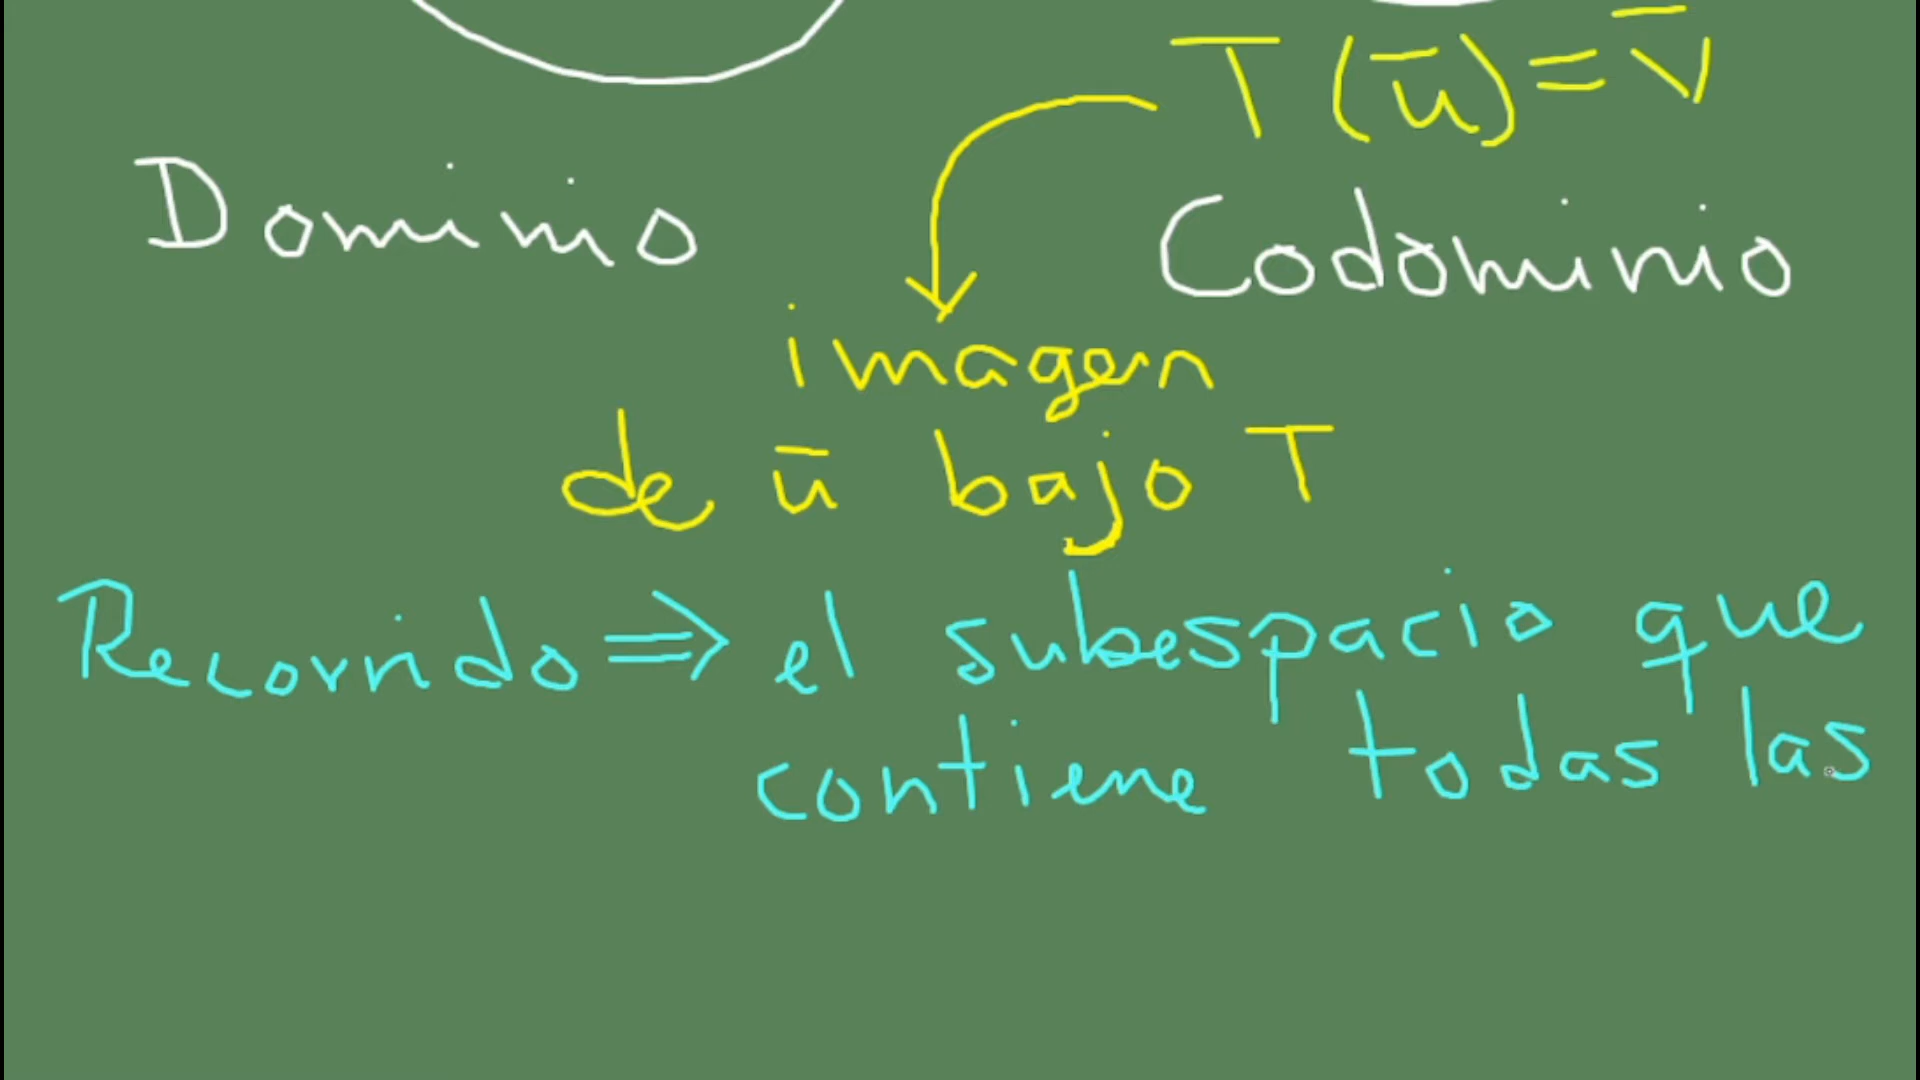 T(ū)=V̄
Dominio
Codominio
imagen
de ū bajo T
Recorrido ⇒ el subespacio que
contiene todas las